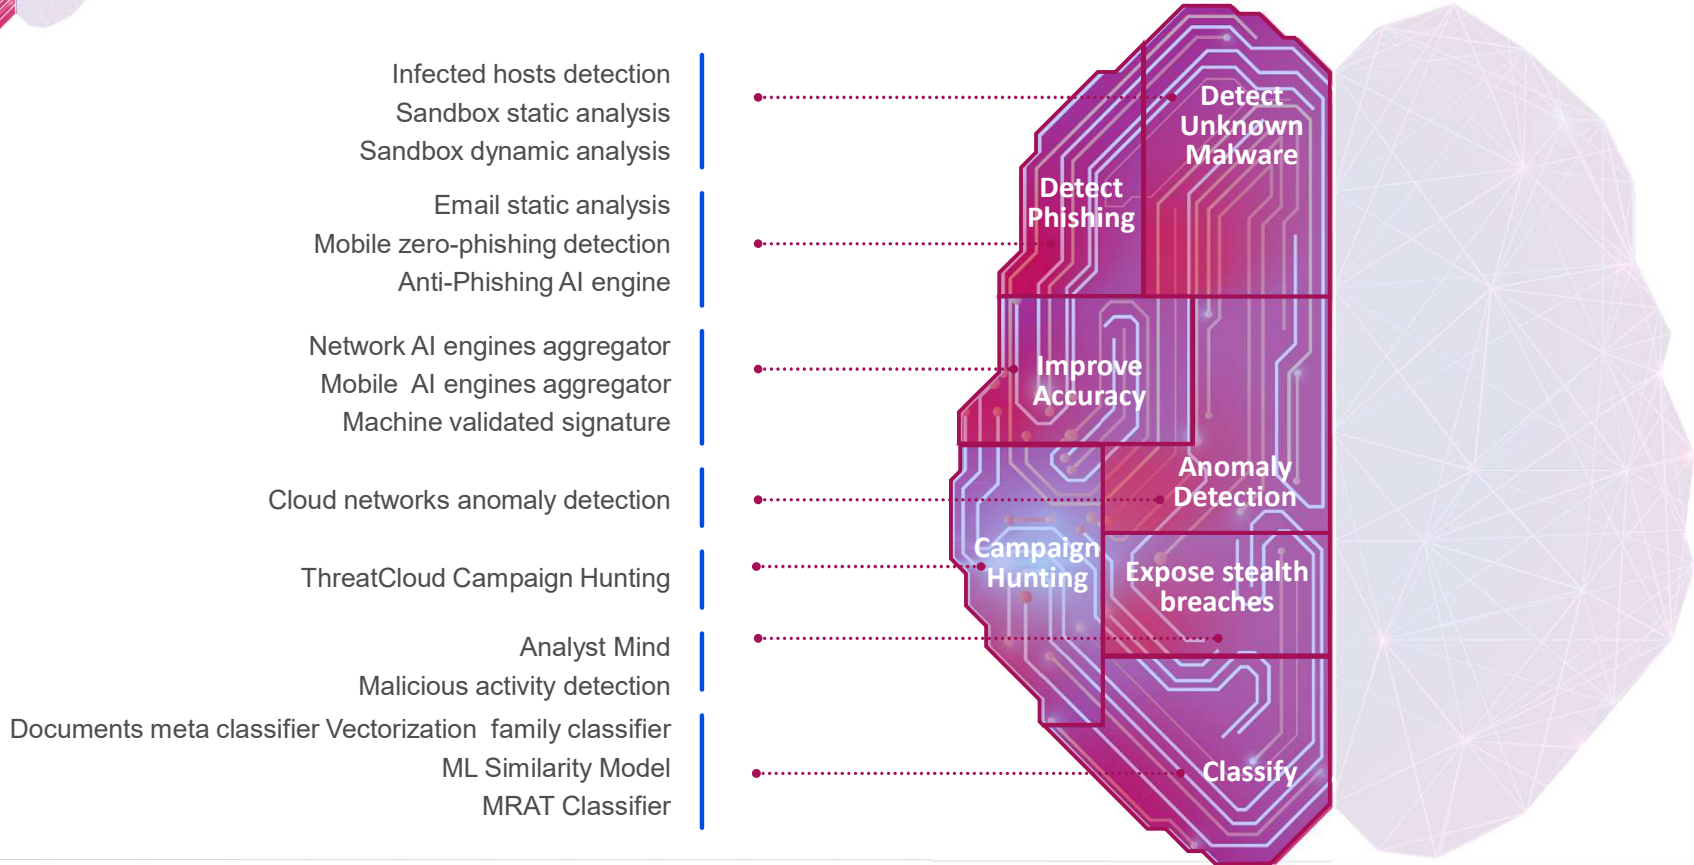 Infected hosts detection
Sandbox static analysis
Sandbox dynamic analysis
Email static analysis
Mobile zero-phishing detection
Anti-Phishing AI engine
Network AI engines aggregator
Mobile  AI engines aggregator
Machine validated signature
Cloud networks anomaly detection
ThreatCloud Campaign Hunting
Analyst Mind
Malicious activity detection
Documents meta classifier Vectorization  family classifier
ML Similarity Model
MRAT Classifier
Detect
Unknown
Malware
Detect
Phishing
Improve
Accuracy
Anomaly
Detection
Campaign
Hunting
Expose stealth
breaches
Classify